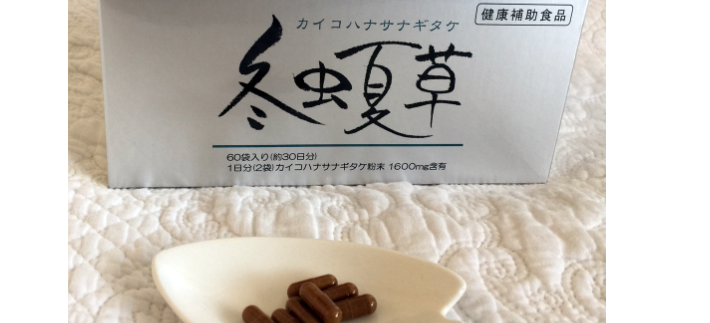 カイコハナサナギタケ
健康補助食品
冬虫夏草
60袋入り(約30日分)
1日分(2袋)カイコハナサナギタケ粉末 1600mg含有